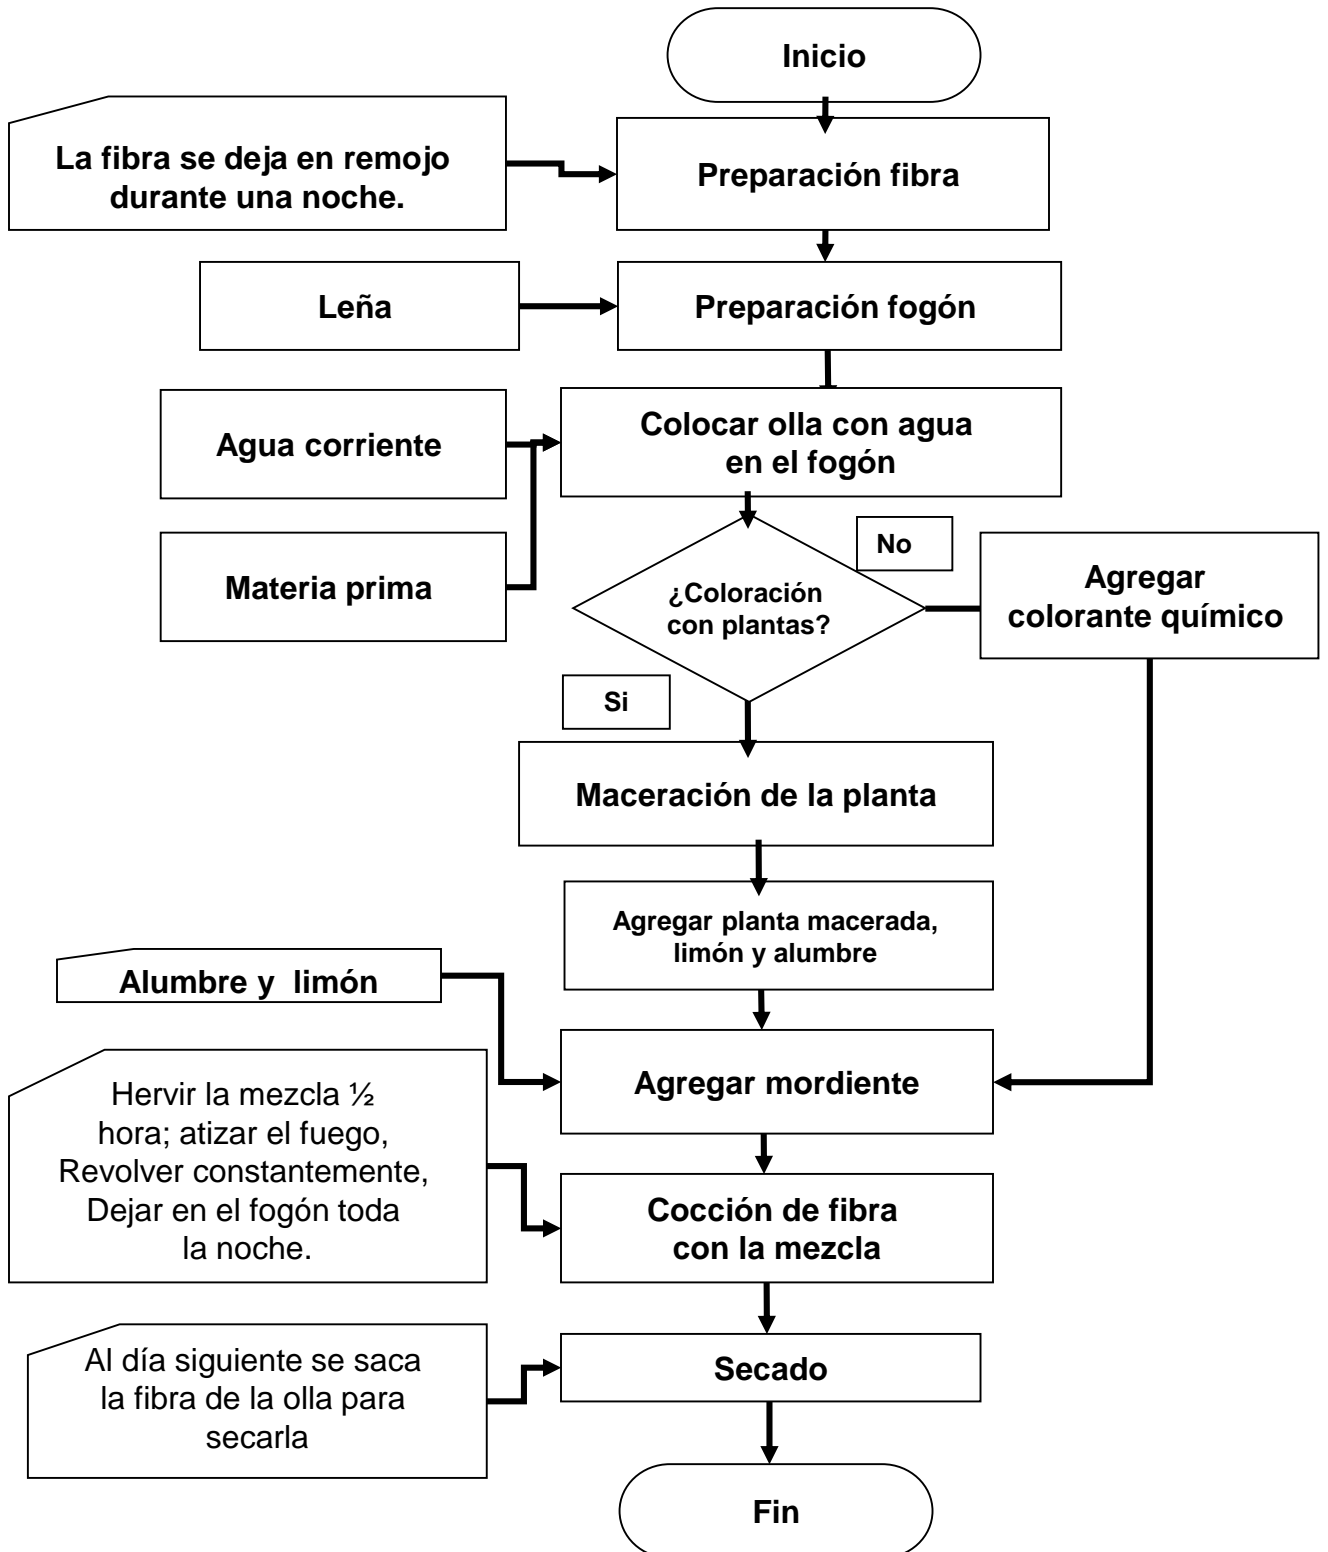 Inicio
La fibra se deja en remojo
durante una noche.
Preparación fibra
Leña
Preparación fogón
Agua corriente
Colocar olla con agua
en el fogón
Materia prima
¿Coloración
con plantas?
No
Agregar
colorante químico
Si
Maceración de la planta
Agregar planta macerada,
limón y alumbre
Alumbre y  limón
Agregar mordiente
Hervir la mezcla ½
hora; atizar el fuego,
Revolver constantemente,
Dejar en el fogón toda
la noche.
Cocción de fibra
con la mezcla
Al día siguiente se saca
la fibra de la olla para
secarla
Secado
Fin